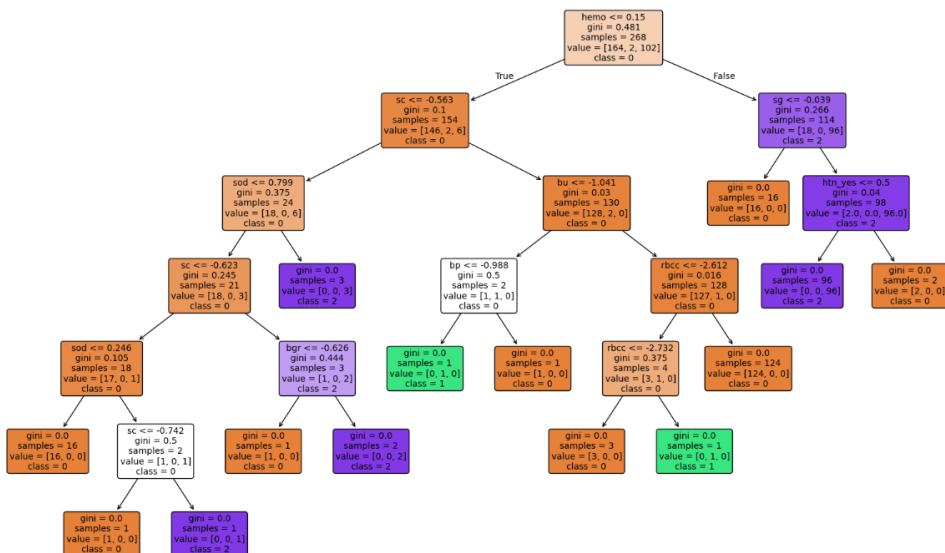 hemo <= 0.15
gini = 0.481
samples = 268
value = [164, 2, 102]
class = 0
True
False
sc <= -0.563
gini = 0.1
samples = 154
value = [146, 2, 6]
class = 0
sg <= -0.039
gini = 0.266
samples = 114
value = [18, 0, 96]
class = 2
sod <= 0.799
gini = 0.375
samples = 24
value = [18, 0, 6]
class = 0
bu <= -1.041
gini = 0.03
samples = 130
value = [128, 2, 0]
class = 0
gini = 0.0
samples = 16
value = [16, 0, 0]
class = 0
htn_yes <= 0.5
gini = 0.04
samples = 98
value = [2.0, 0.0, 96.0]
class = 2
sc <= -0.623
gini = 0.245
samples = 21
value = [18, 0, 3]
class = 0
gini = 0.0
samples = 3
value = [0, 0, 3]
class = 2
bp <= -0.988
gini = 0.5
samples = 2
value = [1, 1, 0]
class = 0
rbcc <= -2.612
gini = 0.016
samples = 128
value = [127, 1, 0]
class = 0
gini = 0.0
samples = 96
value = [0, 0, 96]
class = 2
gini = 0.0
samples = 2
value = [2, 0, 0]
class = 0
sod <= 0.246
gini = 0.105
samples = 18
value = [17, 0, 1]
class = 0
bgr <= -0.626
gini = 0.444
samples = 3
value = [1, 0, 2]
class = 2
gini = 0.0
samples = 1
value = [0, 1, 0]
class = 1
gini = 0.0
samples = 1
value = [1, 0, 0]
class = 0
rbcc <= -2.732
gini = 0.375
samples = 4
value = [3, 1, 0]
class = 0
gini = 0.0
samples = 124
value = [124, 0, 0]
class = 0
gini = 0.0
samples = 16
value = [16, 0, 0]
class = 0
sc <= -0.742
gini = 0.5
samples = 2
value = [1, 0, 1]
class = 0
gini = 0.0
samples = 1
value = [1, 0, 0]
class = 0
gini = 0.0
samples = 2
value = [0, 0, 2]
class = 2
gini = 0.0
samples = 3
value = [3, 0, 0]
class = 0
gini = 0.0
samples = 1
value = [0, 1, 0]
class = 1
gini = 0.0
samples = 1
value = [1, 0, 0]
class = 0
gini = 0.0
samples = 1
value = [0, 0, 1]
class = 2